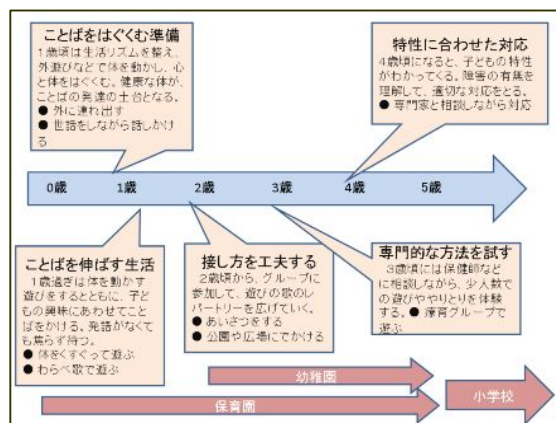 ことばをはぐくむ準備
1歳頃は生活リズムを整え、
外遊びなどで体を動かし、心
と体をはぐくむ。健康な体が、
ことばの発達の土台となる。
● 外に連れ出す
● 世話をしながら話しかけ
る
特性に合わせた対応
4歳頃になると、子どもの特性
がわかってくる。障害の有無を
理解して、適切な対応をとる。
● 専門家と相談しながら対応
0歳 1歳 2歳 3歳 4歳 5歳
ことばを伸ばす生活
1歳過ぎは体を動かす
遊びをするとともに、子ど
もの興味にあわせてこと
ばをかける。発語がなくて
も焦らず待つ。
● 体をくすぐって遊ぶ
● わらべ歌で遊ぶ
接し方を工夫する
2歳頃から、グループに
参加して、遊びの歌のレ
パートリーを広げていく。
● あいさつをする
● 公園や広場にでかける
専門的な方法を試す
3歳頃には保健師など
に相談しながら、少人数
での遊びややりとりを体験
する。● 療育グループで
遊ぶ
幼稚園
保育園
小学校